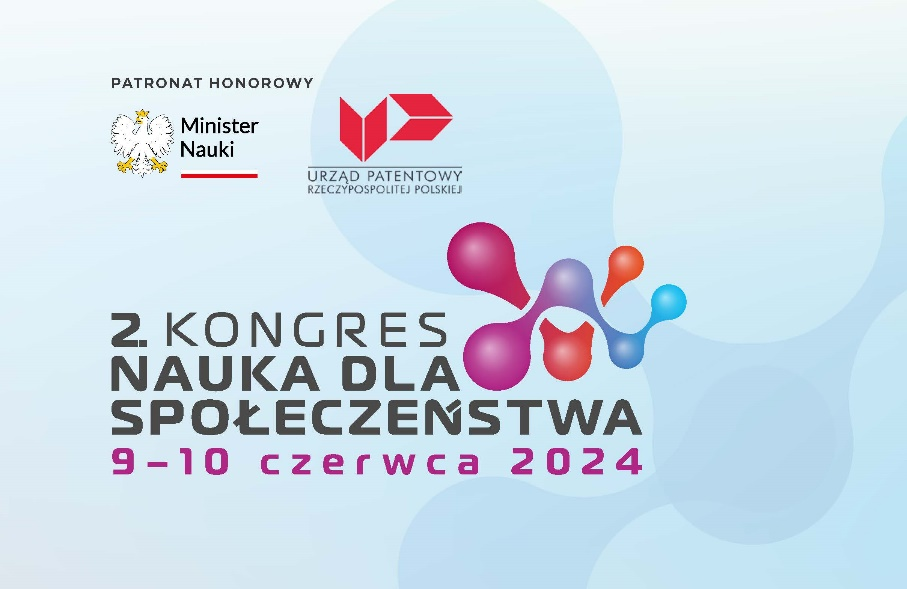 PATRONAT HONOROWY
Minister
Nauki
URZĄD PATENTOWY
RZECZYPOSPOLITEJ POLSKIEJ
2. KONGRES
NAUKA DLA
SPOŁECZEŃSTWA
9–10 czerwca 2024